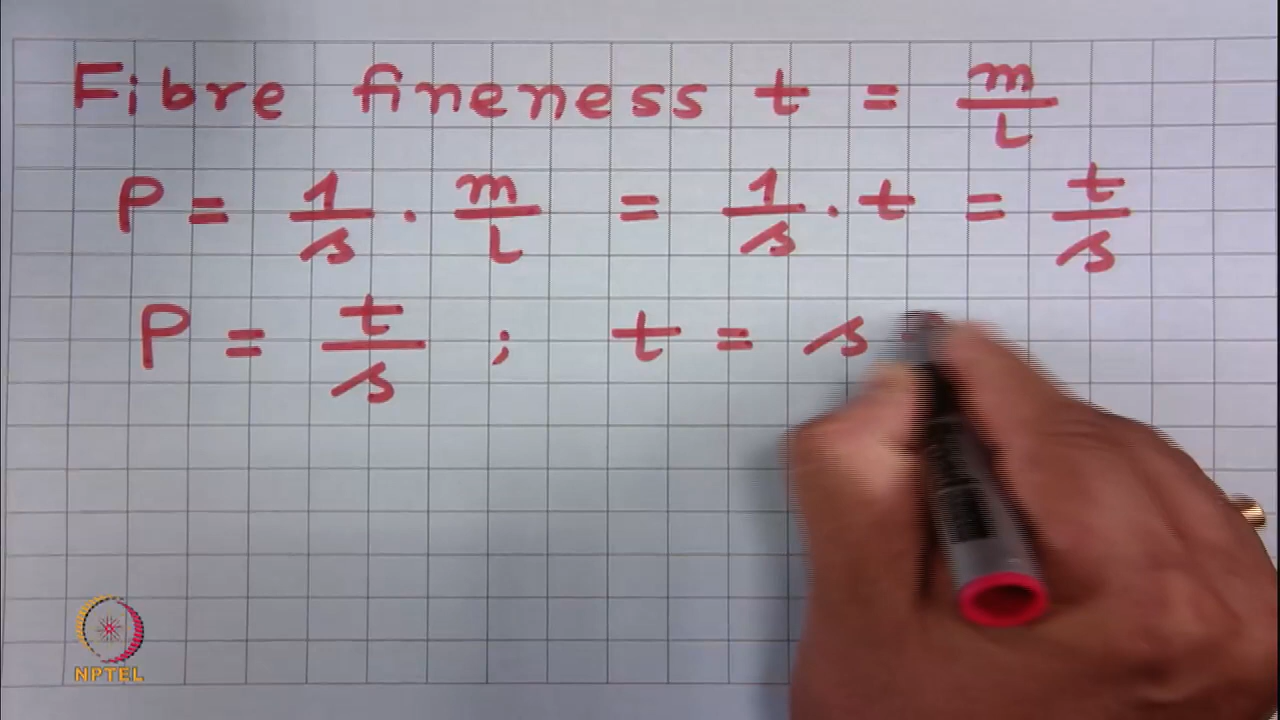 Fibre fineness t = m/L
P = 1/s · m/L = 1/s · t = t/s
P = t/s ; t = s
NPTEL